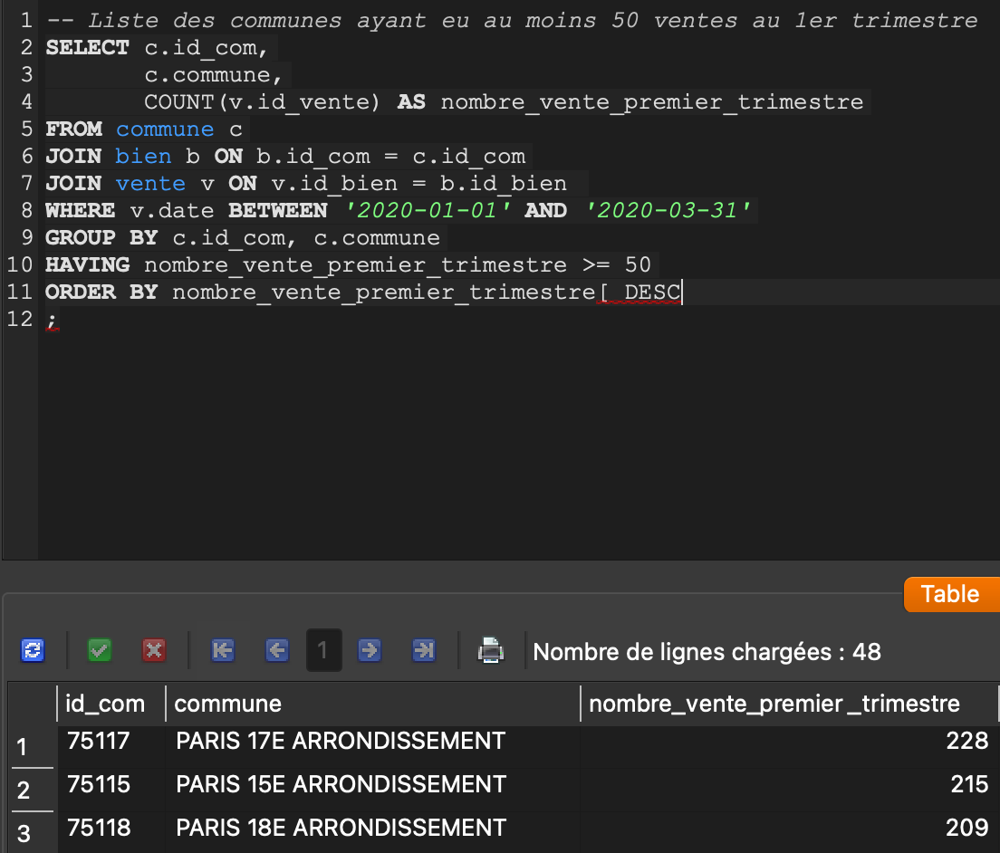 1 -- Liste des communes ayant eu au moins 50 ventes au 1er trimestre
2 SELECT c.id_com,
3 c.commune,
4 COUNT(v.id_vente) AS nombre_vente_premier_trimestre
5 FROM commune c
6 JOIN bien b ON b.id_com = c.id_com
7 JOIN vente v ON v.id_bien = b.id_bien
8 WHERE v.date BETWEEN '2020-01-01' AND '2020-03-31'
9 GROUP BY c.id_com, c.commune
10 HAVING nombre_vente_premier_trimestre >= 50
11 ORDER BY nombre_vente_premier_trimestre[ DESC
12 ;
Table
1 Nombre de lignes chargées : 48
id_com commune nombre_vente_premier_trimestre
1 75117 PARIS 17E ARRONDISSEMENT 228
2 75115 PARIS 15E ARRONDISSEMENT 215
3 75118 PARIS 18E ARRONDISSEMENT 209